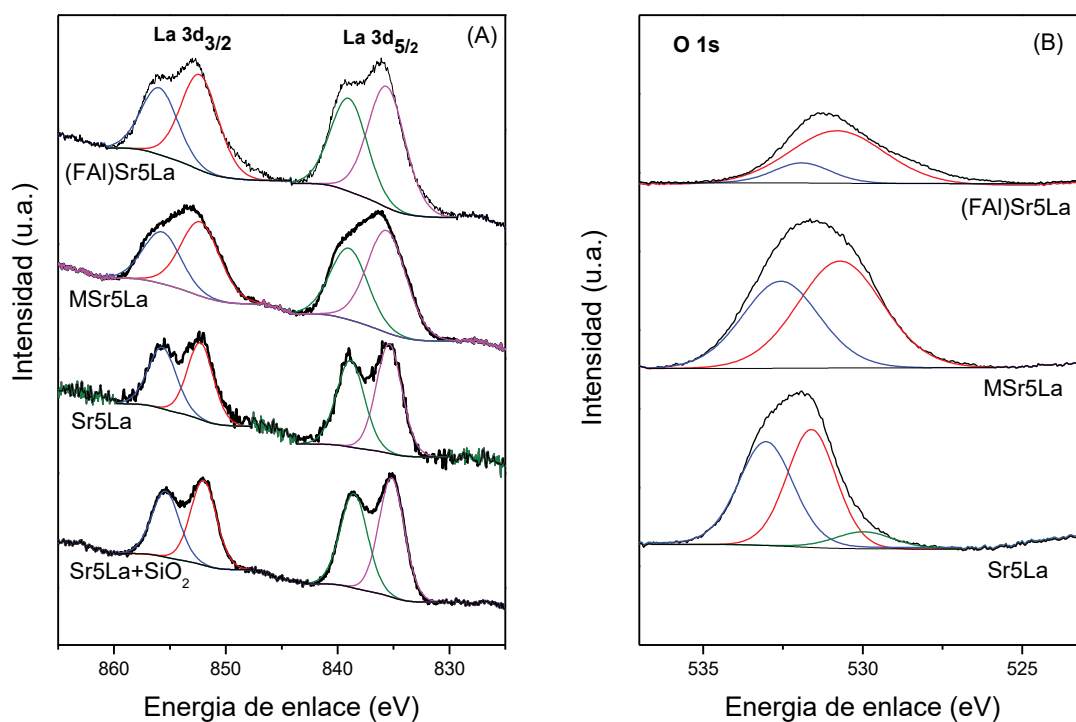 La 3d3/2
La 3d5/2
(A)
(FAl)Sr5La
MSr5La
Sr5La
Sr5La+SiO2
860
850
840
830
Energia de enlace (eV)
Intensidad (u.a.)
O 1s
(B)
(FAl)Sr5La
MSr5La
Sr5La
535
530
525
Energia de enlace (eV)
Intensidad (u.a.)